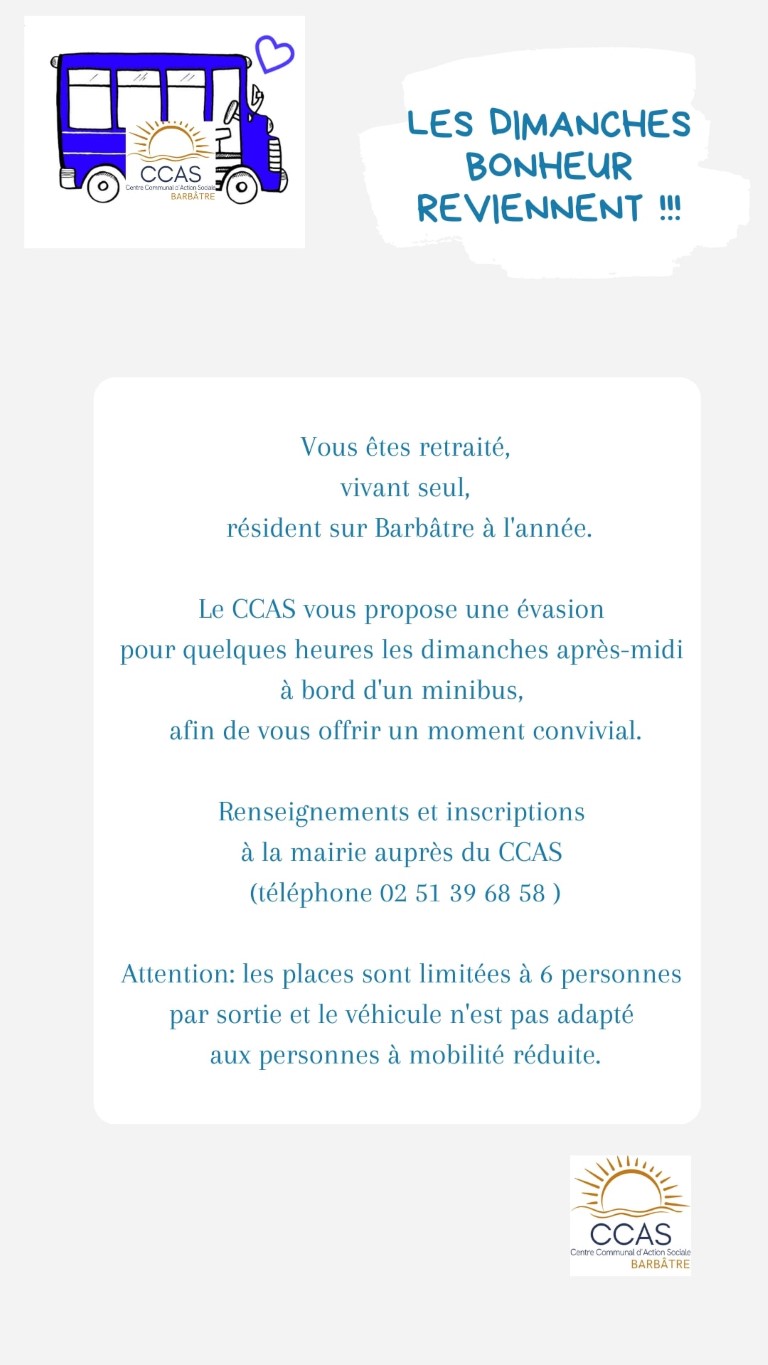 CCAS
Centre Communal d'Action Sociale
BARBÂTRE
LES DIMANCHES
BONHEUR
REVIENNENT !!!
Vous êtes retraité,
vivant seul,
résident sur Barbâtre à l'année.
Le CCAS vous propose une évasion
pour quelques heures les dimanches après-midi
à bord d'un minibus,
afin de vous offrir un moment convivial.
Renseignements et inscriptions
à la mairie auprès du CCAS
(téléphone 02 51 39 68 58 )
Attention: les places sont limitées à 6 personnes
par sortie et le véhicule n'est pas adapté
aux personnes à mobilité réduite.
CCAS
Centre Communal d'Action Sociale
BARBÂTRE